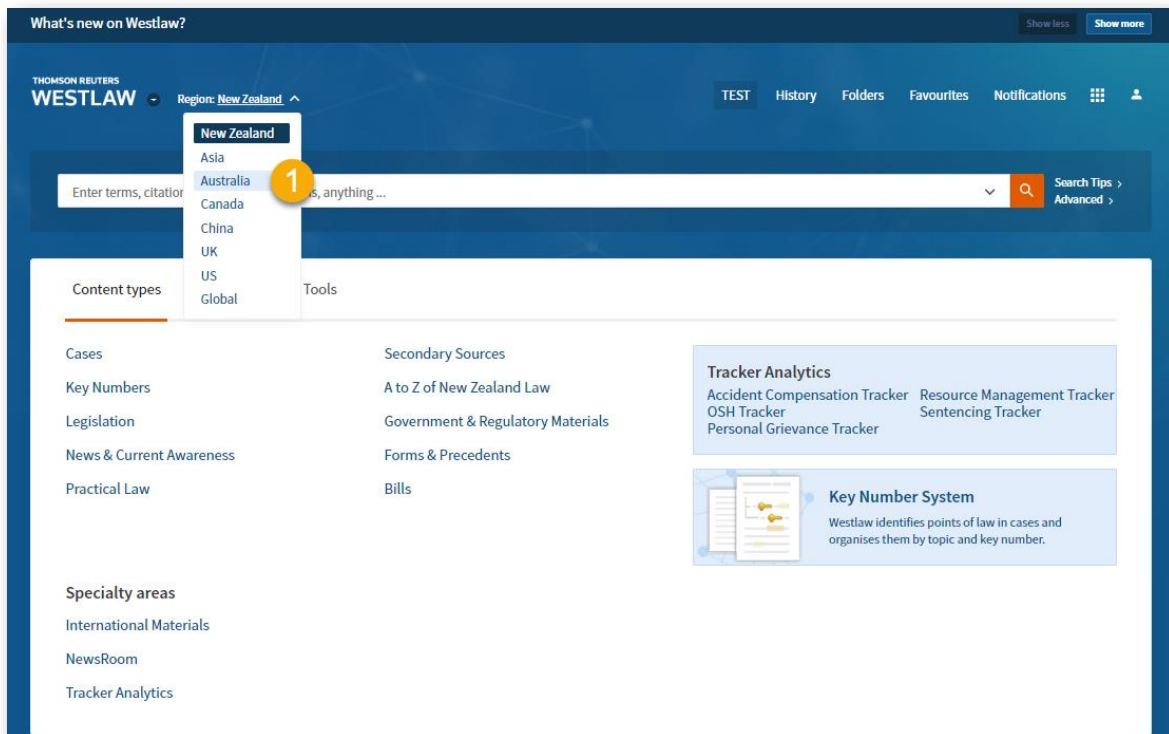 What's new on Westlaw?
Show less
Show more
THOMSON REUTERS
WESTLAW
Region: New Zealand
TEST
History
Folders
Favourites
Notifications
New Zealand
Asia
Australia
Canada
China
UK
US
Global
1
Enter terms,
s, anything ...
Search Tips
Advanced
Content types
Tools
Cases
Key Numbers
Legislation
News & Current Awareness
Practical Law
Secondary Sources
A to Z of New Zealand Law
Government & Regulatory Materials
Forms & Precedents
Bills
Tracker Analytics
Accident Compensation Tracker
Resource Management Tracker
OSH Tracker
Sentencing Tracker
Personal Grievance Tracker
Key Number System
Westlaw identifies points of law in cases and
organises them by topic and key number.
Specialty areas
International Materials
NewsRoom
Tracker Analytics